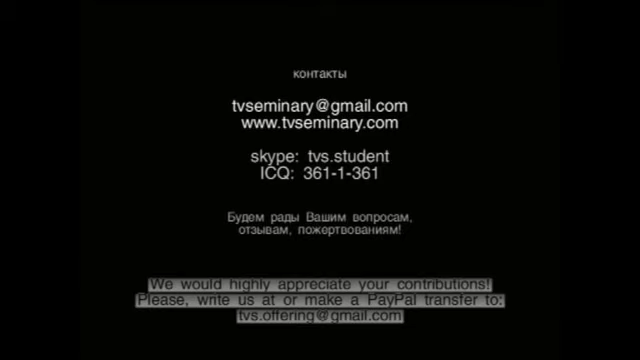 контакты
tvseminary@gmail.com
www.tvseminary.com
skype: tvs.student
ICQ: 361-1-361
Будем рады Вашим вопросам,
отзывам, пожертвованиям!
We would highly appreciate your contributions!
Please, write us at or make a PayPal transfer to:
tvs.offering@gmail.com